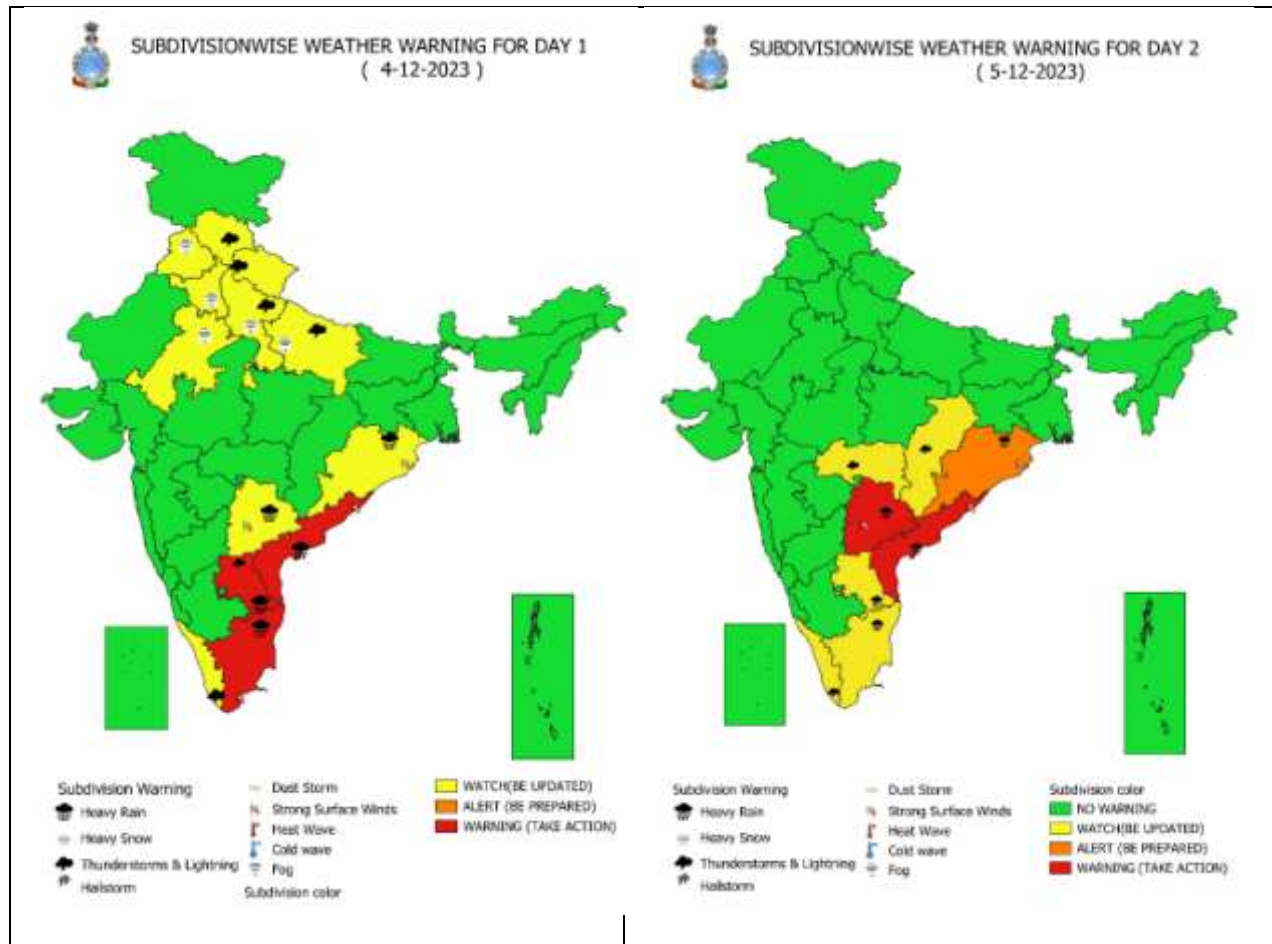 SUBDIVISIONWISE WEATHER WARNING FOR DAY 1
( 4-12-2023 )
Subdivision Warning
Heavy Rain
Heavy Snow
Thunderstorms & Lightning
Hailstorm
Dust Storm
Strong Surface Winds
Heat Wave
Cold wave
Fog
Subdivision color
WATCH(BE UPDATED)
ALERT (BE PREPARED)
WARNING (TAKE ACTION)
SUBDIVISIONWISE WEATHER WARNING FOR DAY 2
( 5-12-2023)
Subdivision Warning
Heavy Rain
Heavy Snow
Thunderstorms & Lightning
Hailstorm
Dust Storm
Strong Surface Winds
Heat Wave
Cold wave
Fog
Subdivision color
NO WARNING
WATCH(BE UPDATED)
ALERT (BE PREPARED)
WARNING (TAKE ACTION)